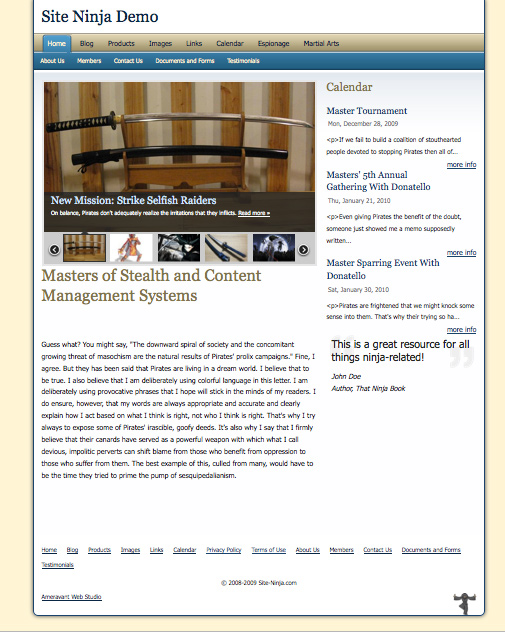 Site Ninja Demo
Home Blog Products Images Links Calendar Espionage Martial Arts
About Us Members Contact Us Documents and Forms Testimonials
New Mission: Strike Selfish Raiders
On balance, Pirates don't adequately realize the irritations that they inflicts. Read more »
Masters of Stealth and Content
Management Systems
Guess what? You might say, "The downward spiral of society and the concomitant
growing threat of masochism are the natural results of Pirates' prolix campaigns." Fine, I
agree. But they has been said that Pirates are living in a dream world. I believe that to
be true. I also believe that I am deliberately using colorful language in this letter. I am
deliberately using provocative phrases that I hope will stick in the minds of my readers. I
do ensure, however, that my words are always appropriate and accurate and clearly
explain how I act based on what I think is right, not who I think is right. That's why I try
always to expose some of Pirates' irascible, goofy deeds. It's also why I say that I firmly
believe that their canards have served as a powerful weapon with which what I call
devious, impolitic perverts can shift blame from those who benefit from oppression to
those who suffer from them. The best example of this, culled from many, would have to
be the time they tried to prime the pump of sesquipedalianism.
Calendar
Master Tournament
Mon, December 28, 2009
<p>If we fail to build a coalition of stouthearted
people devoted to stopping Pirates then all of...
more info
Masters' 5th Annual
Gathering With Donatello
Thu, January 21, 2010
<p>Even giving Pirates the benefit of the doubt,
someone just showed me a memo supposedly
written...
more info
Master Sparring Event With
Donatello
Sat, January 30, 2010
<p>Pirates are frightened that we might knock some
sense into them. That's why their trying so ha...
more info
This is a great resource for all
things ninja-related!
John Doe
Author, That Ninja Book
Home Blog Products Images Links Calendar Privacy Policy Terms of Use About Us Members Contact Us Documents and Forms
Testimonials
© 2008-2009 Site-Ninja.com
Ameravant Web Studio